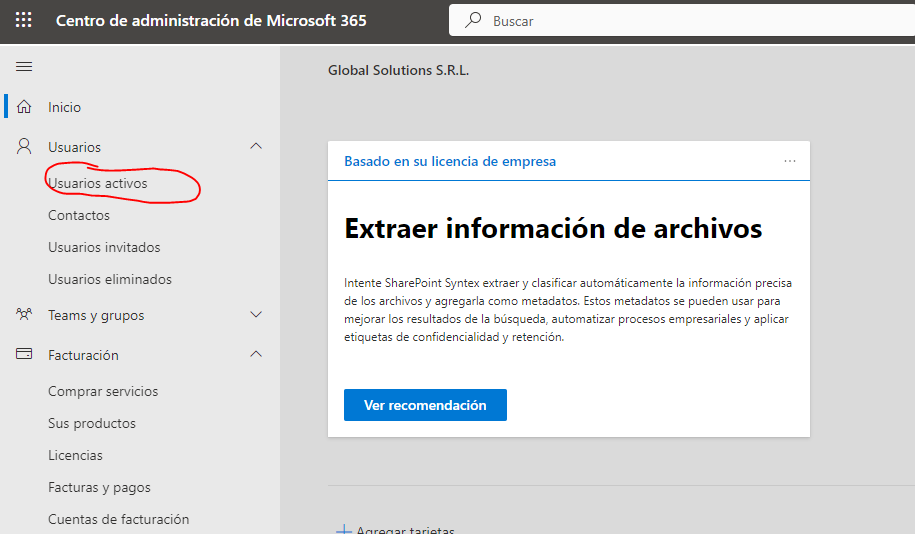 Centro de administración de Microsoft 365
Buscar
Inicio
Usuarios
Usuarios activos
Contactos
Usuarios invitados
Usuarios eliminados
Teams y grupos
Facturación
Comprar servicios
Sus productos
Licencias
Facturas y pagos
Cuentas de facturación
Global Solutions S.R.L.
Basado en su licencia de empresa
Extraer información de archivos
Intente SharePoint Syntex extraer y clasificar automáticamente la información precisa
de los archivos y agregarla como metadatos. Estos metadatos se pueden usar para
mejorar los resultados de la búsqueda, automatizar procesos empresariales y aplicar
etiquetas de confidencialidad y retención.
Ver recomendación
Agregar tarjetas